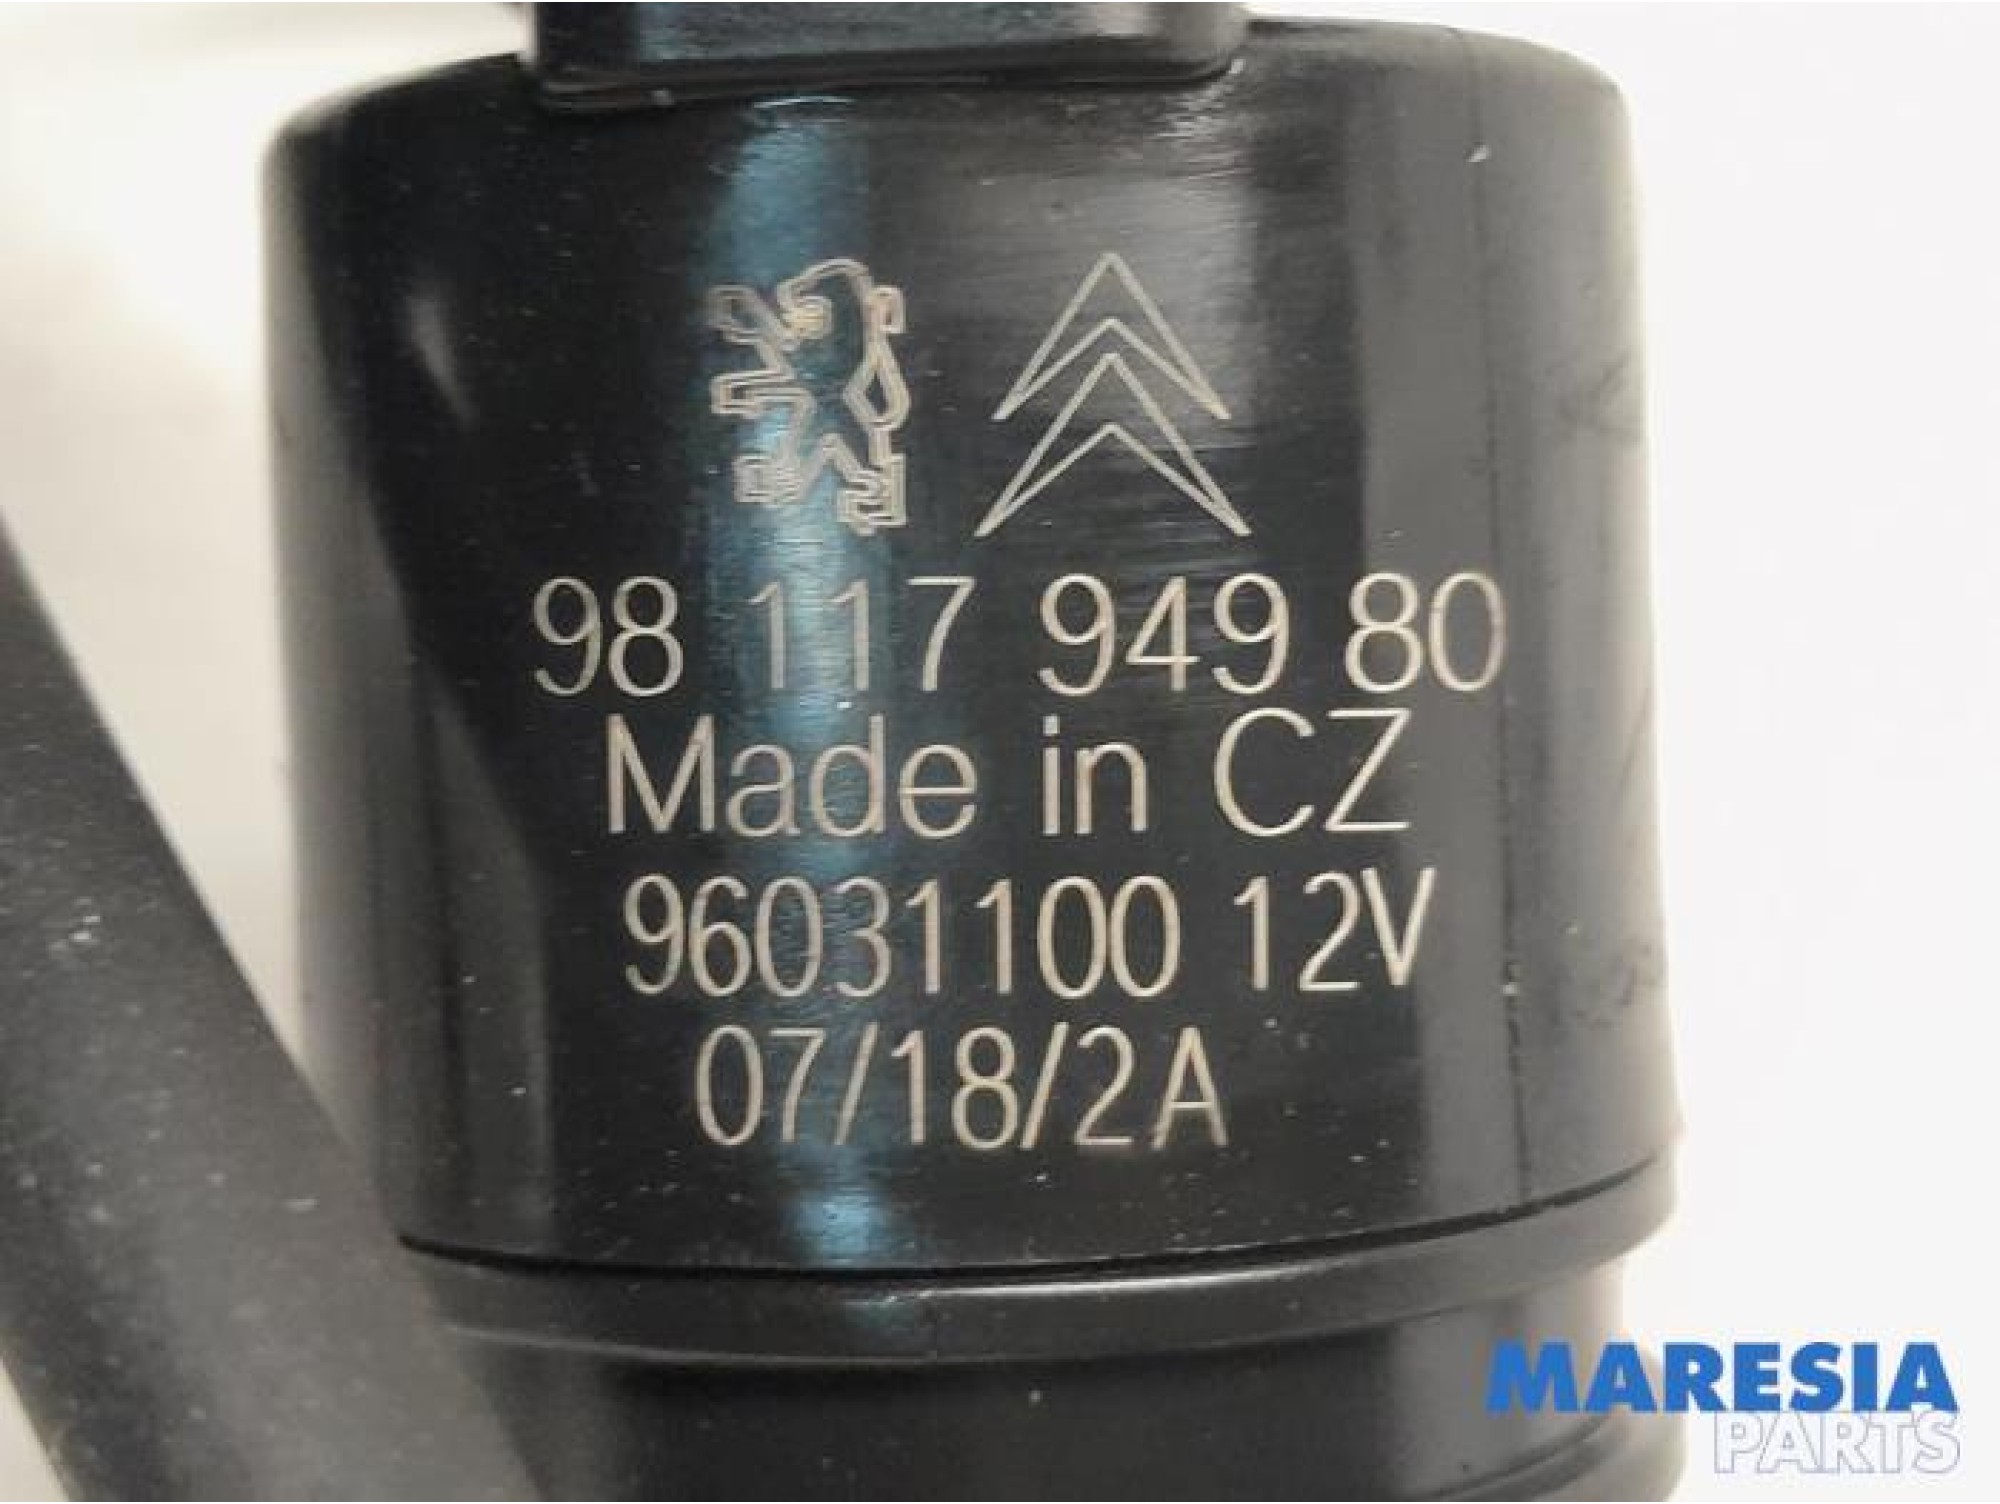 98 117 949 80
Made in CZ
96031100 12V
07/18/2A
MARESIA
PARTS